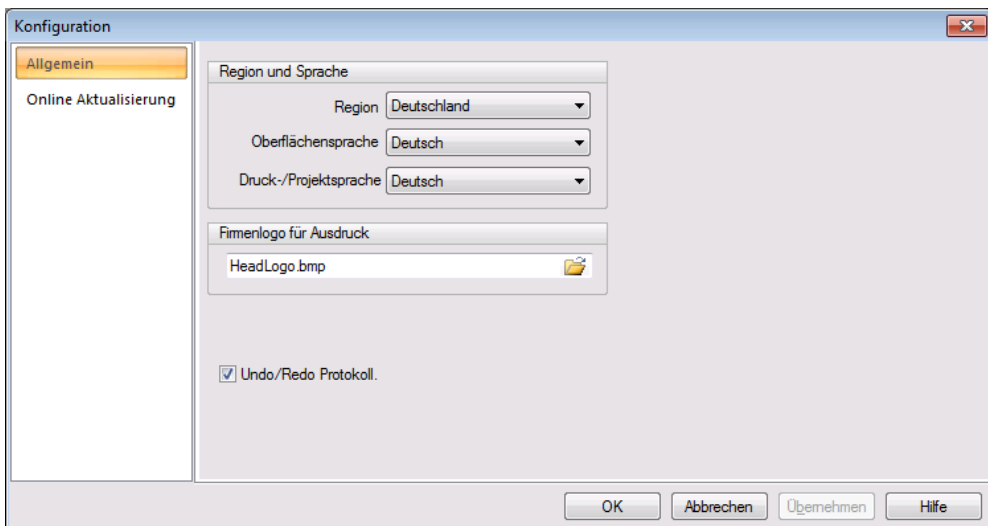 Konfiguration
Allgemein
Online Aktualisierung
Region und Sprache
Region Deutschland
Oberflächensprache Deutsch
Druck-/Projektsprache Deutsch
Firmenlogo für Ausdruck
HeadLogo.bmp
Undo/Redo Protokoll.
OK Abbrechen Übernehmen Hilfe